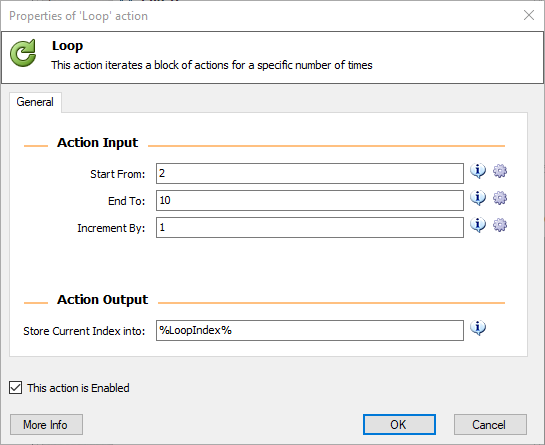 Properties of 'Loop' action
Loop
This action iterates a block of actions for a specific number of times
General
Action Input
Start From: 2
End To: 10
Increment By: 1
Action Output
Store Current Index into: %LoopIndex%
This action is Enabled
More Info
OK
Cancel